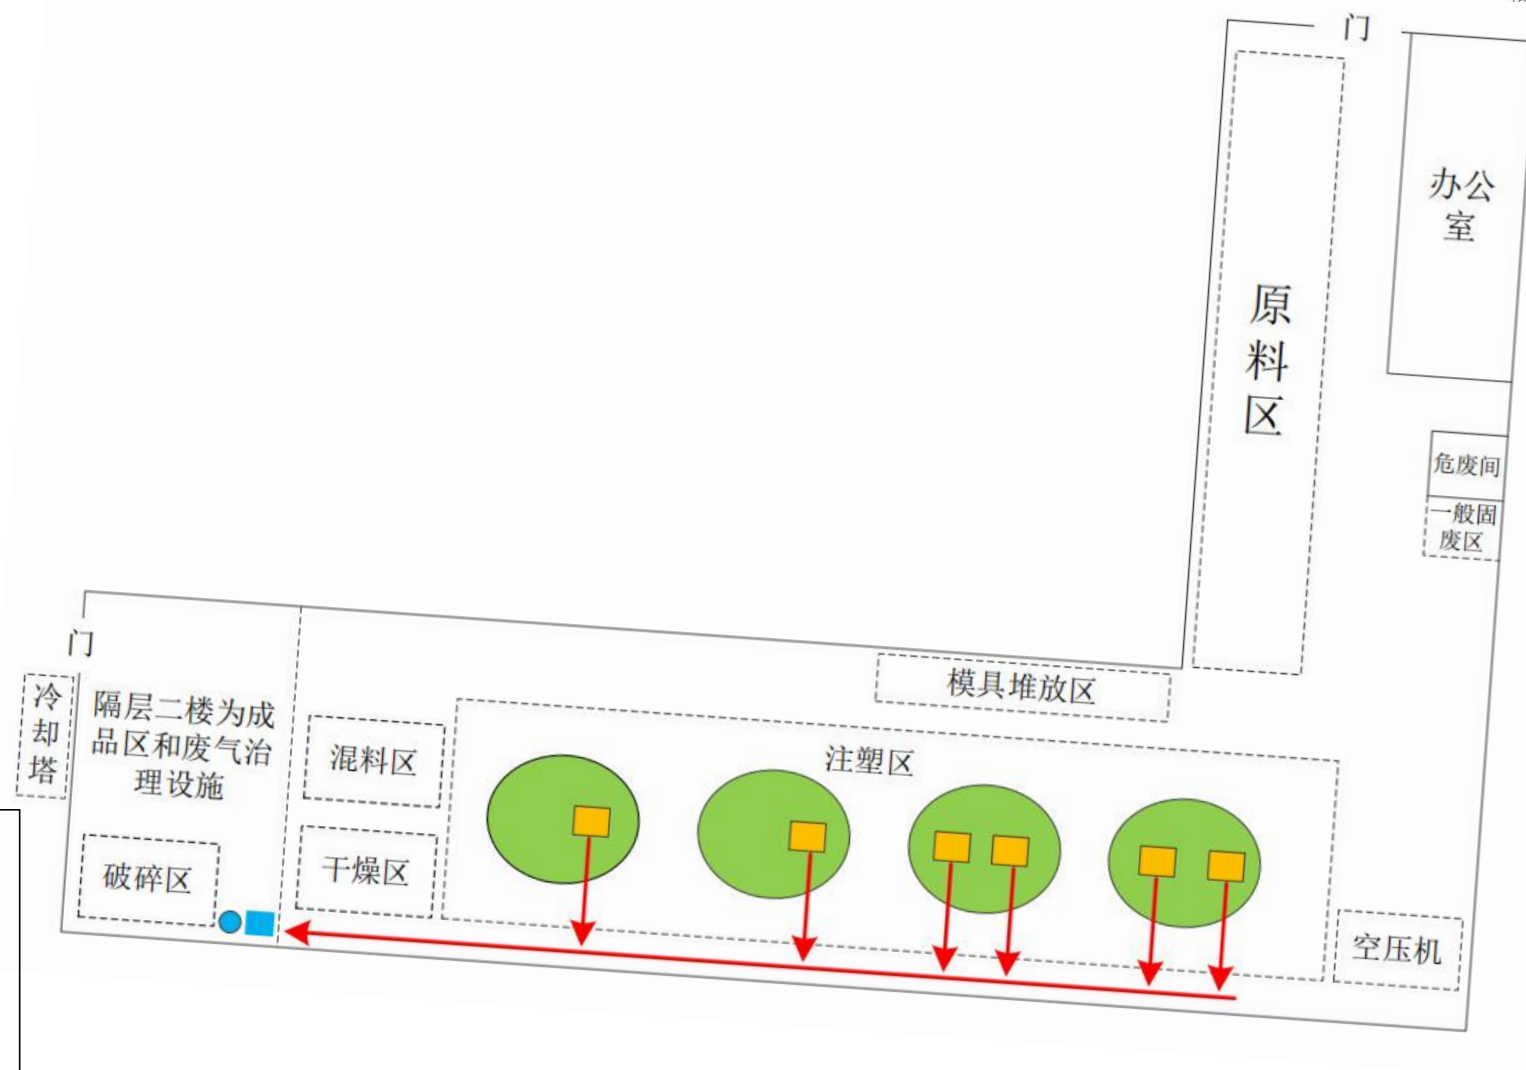 门
办公
室
原
料
区
危废间
一般固
废区
门
冷
却
塔
隔层二楼为成
品区和废气治
理设施
破碎区
混料区
干燥区
模具堆放区
注塑区
空压机